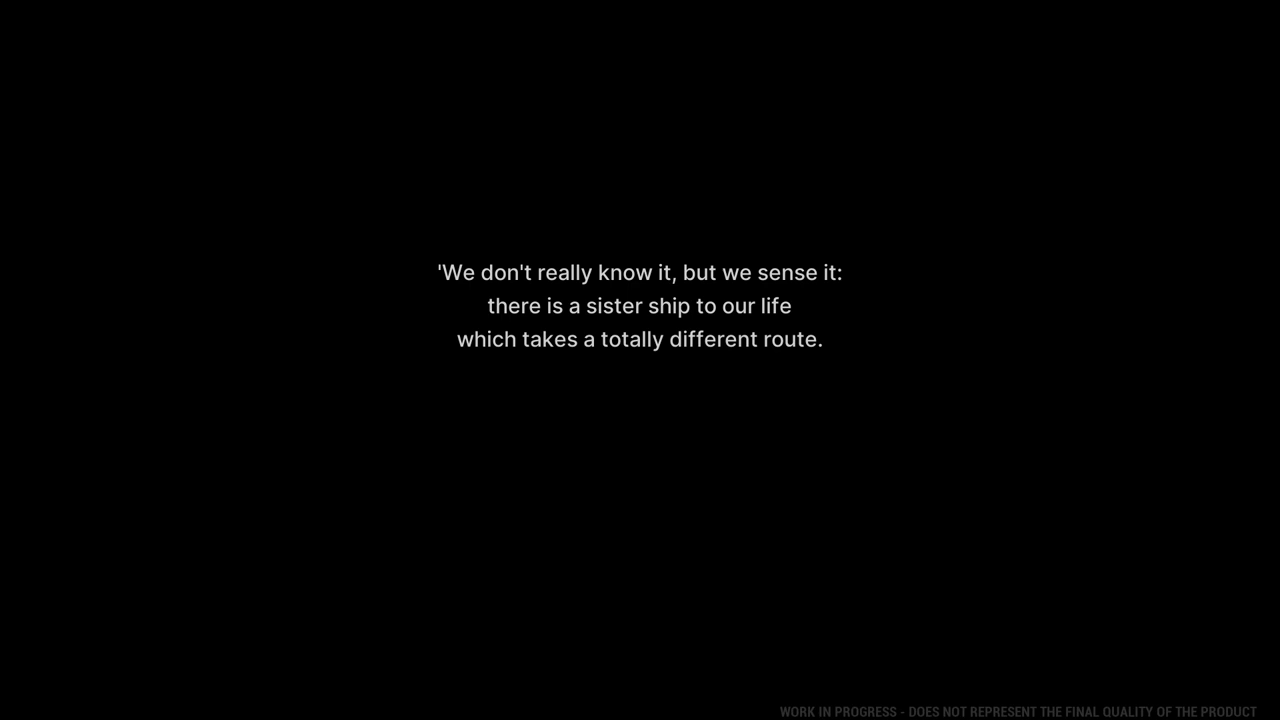 'We don't really know it, but we sense it:
there is a sister ship to our life
which takes a totally different route.
WORK IN PROGRESS - DOES NOT REPRESENT THE FINAL QUALITY OF THE PRODUCT